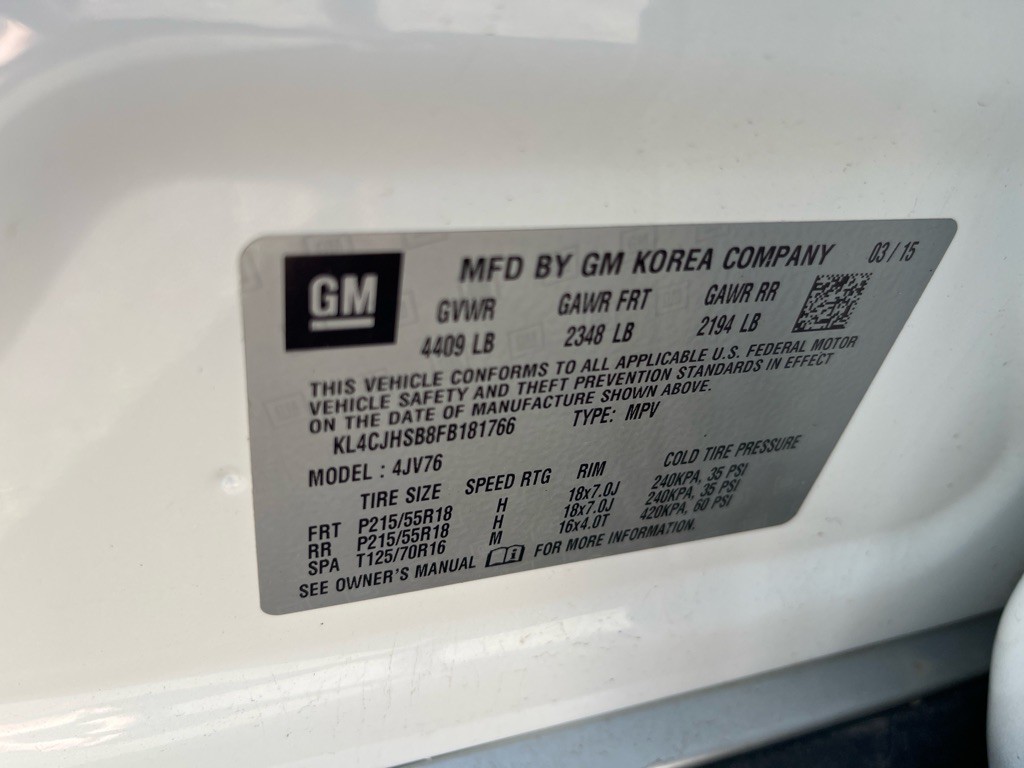 GM
MFD BY GM KOREA COMPANY 03/15
GVWR GAWR FRT GAWR RR
4409 LB 2348 LB 2194 LB
THIS VEHICLE CONFORMS TO ALL APPLICABLE U.S. FEDERAL MOTOR
VEHICLE SAFETY AND THEFT PREVENTION STANDARDS IN EFFECT
ON THE DATE OF MANUFACTURE SHOWN ABOVE.
KL4CJHSB8FB181766 TYPE: MPV
MODEL : 4JV76
TIRE SIZE SPEED RTG RIM COLD TIRE PRESSURE
FRT P215/55R18 H 18x7.0J 240KPA, 35 PSI
RR P215/55R18 H 18x7.0J 240KPA, 35 PSI
SPA T125/70R16 M 16x4.0T 420KPA, 60 PSI
SEE OWNER'S MANUAL FOR MORE INFORMATION.